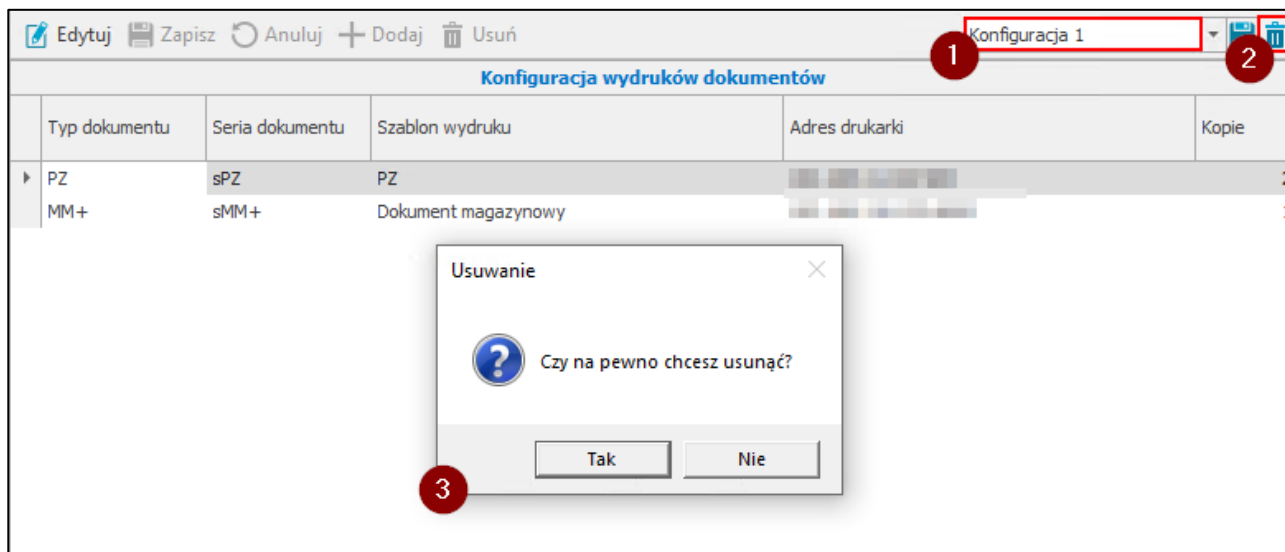 Edytuj Zapisz Anuluj Dodaj Usuń Konfiguracja 1
1
2
Konfiguracja wydruków dokumentów
Typ dokumentu Seria dokumentu Szablon wydruku Adres drukarki Kopie
PZ sPZ PZ
MM+ sMM+ Dokument magazynowy
Usuwanie
Czy na pewno chcesz usunąć?
Tak Nie
3